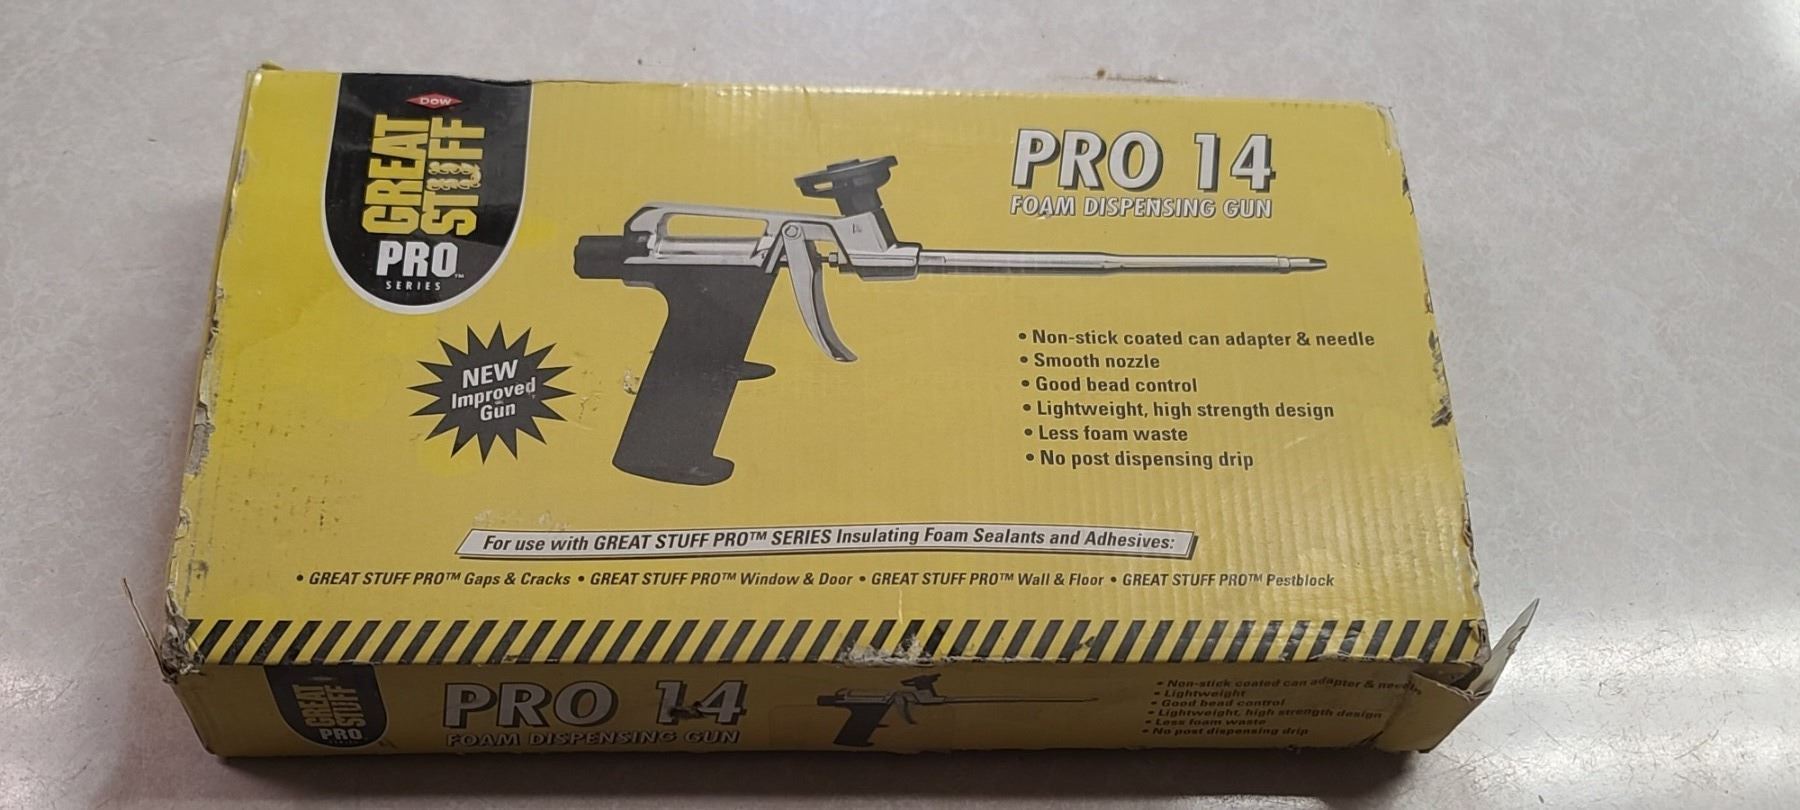 DOW
GREAT
STUFF
PRO™
SERIES
PRO 14
FOAM DISPENSING GUN
NEW
Improved
Gun
• Non-stick coated can adapter & needle
• Smooth nozzle
• Good bead control
• Lightweight, high strength design
• Less foam waste
• No post dispensing drip
For use with GREAT STUFF PRO™ SERIES Insulating Foam Sealants and Adhesives:
• GREAT STUFF PRO™ Gaps & Cracks • GREAT STUFF PRO™ Window & Door • GREAT STUFF PRO™ Wall & Floor • GREAT STUFF PRO™ Pestblock
GREAT
STUFF
PRO
SERIES
PRO 14
FOAM DISPENSING GUN
• Non-stick coated can adapter & needle
• Lightweight
• Good bead control
• Lightweight, high strength design
• Less foam waste
• No post dispensing drip